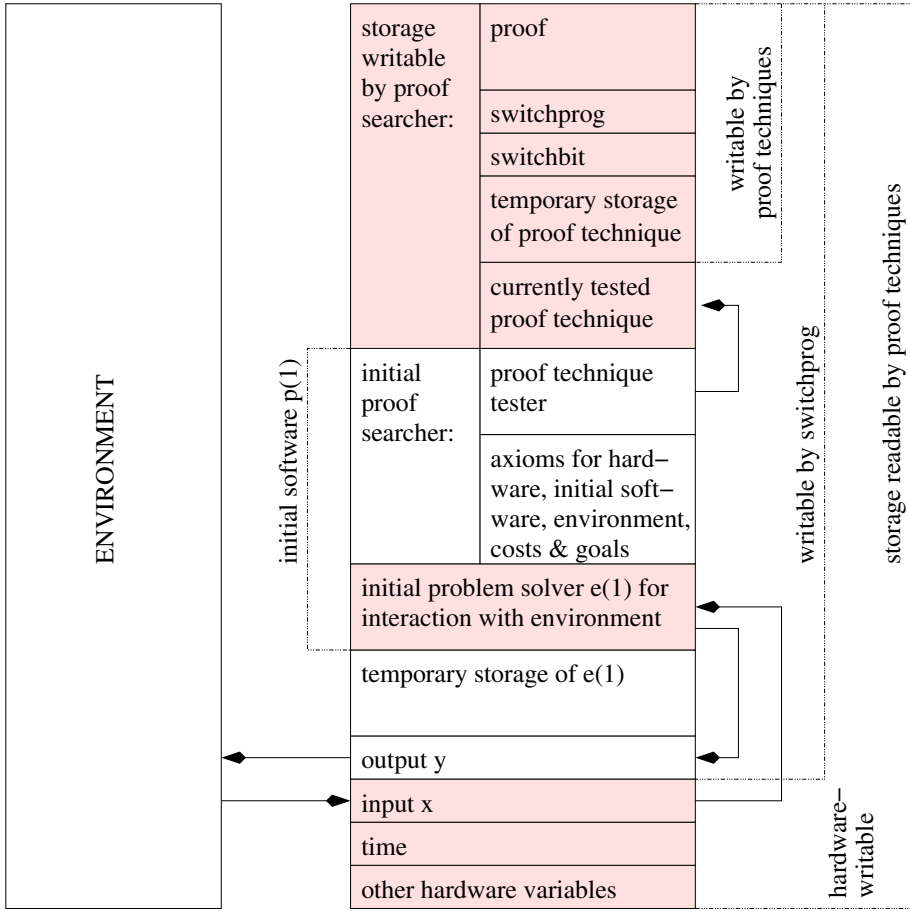 ENVIRONMENT
initial software p(1)
storage
writable
by proof
searcher:
proof
switchprog
switchbit
temporary storage
of proof technique
currently tested
proof technique
initial
proof
searcher:
proof technique
tester
axioms for hard−
ware, initial soft−
ware, environment,
costs & goals
initial problem solver e(1) for
interaction with environment
temporary storage of e(1)
output y
input x
time
other hardware variables
writable by
proof techniques
writable by switchprog
hardware−
writable
storage readable by proof techniques